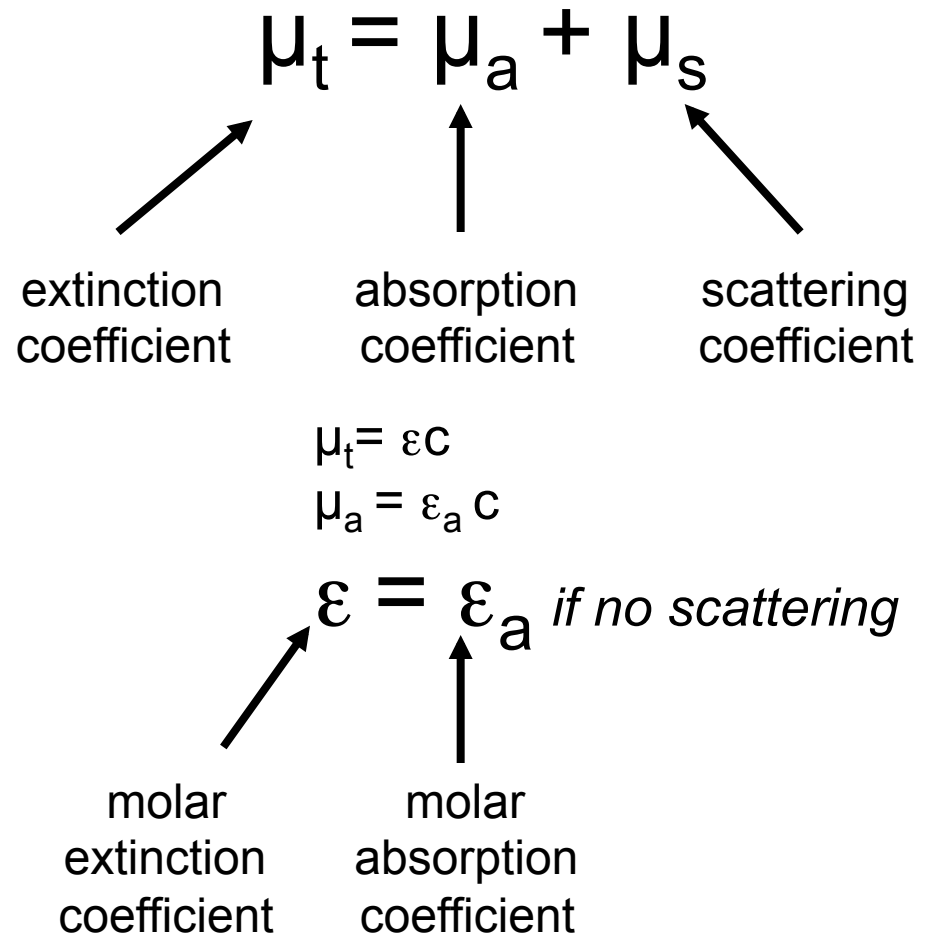 μt = μa + μs
extinction coefficient
absorption coefficient
scattering coefficient
μt= εc
μa = εa c
ε = εa if no scattering
molar extinction coefficient
molar absorption coefficient